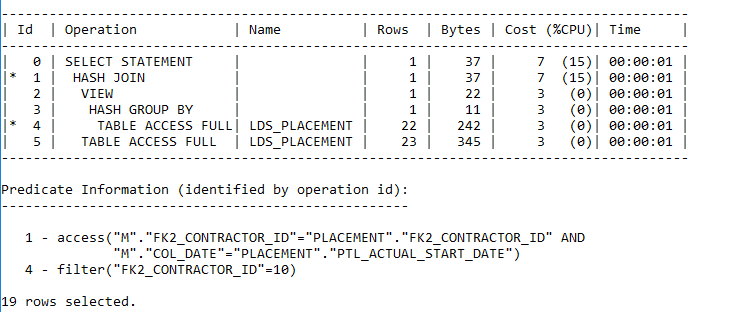 ---------------------------------------------------------------------------------------
| Id  | Operation            | Name          | Rows  | Bytes | Cost (%CPU)| Time     |
---------------------------------------------------------------------------------------
|   0 | SELECT STATEMENT     |               |     1 |    37 |     7  (15)| 00:00:01 |
|*  1 |  HASH JOIN           |               |     1 |    37 |     7  (15)| 00:00:01 |
|   2 |   VIEW               |               |     1 |    22 |     3   (0)| 00:00:01 |
|   3 |    HASH GROUP BY     |               |     1 |    11 |     3   (0)| 00:00:01 |
|*  4 |     TABLE ACCESS FULL| LDS_PLACEMENT |    22 |   242 |     3   (0)| 00:00:01 |
|   5 |   TABLE ACCESS FULL  | LDS_PLACEMENT |    23 |   345 |     3   (0)| 00:00:01 |
---------------------------------------------------------------------------------------
Predicate Information (identified by operation id):
---------------------------------------------------
1 - access("M"."FK2_CONTRACTOR_ID"="PLACEMENT"."FK2_CONTRACTOR_ID" AND
"M"."COL_DATE"="PLACEMENT"."PTL_ACTUAL_START_DATE")
4 - filter("FK2_CONTRACTOR_ID"=10)
19 rows selected.